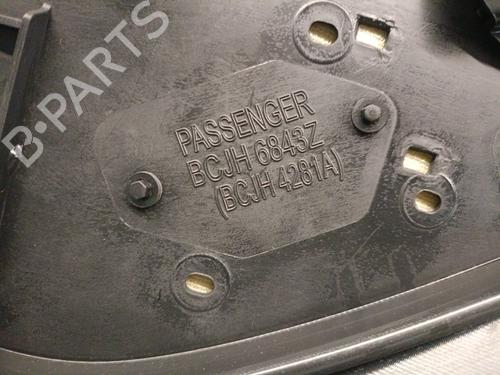 B-PARTS
PASSENGER
BCJH 6843Z
(BCJH 4281A)